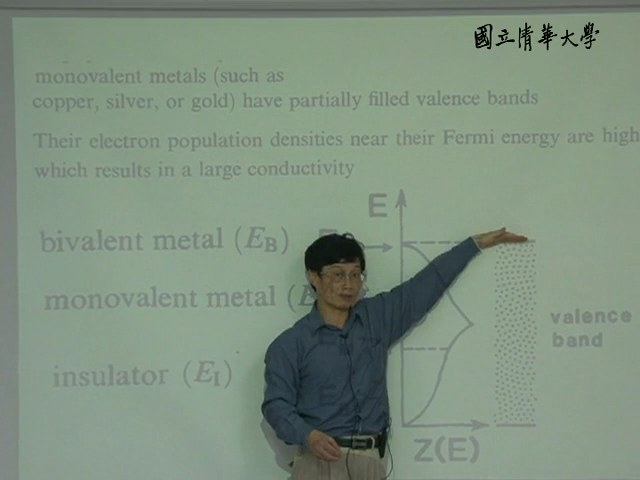 國立清華大學
monovalent metals (such as
copper, silver, or gold) have partially filled valence bands
Their electron population densities near their Fermi energy are high
which results in a large conductivity
E
bivalent metal (EB)
monovalent metal (E
valence
band
insulator (EI)
Z(E)